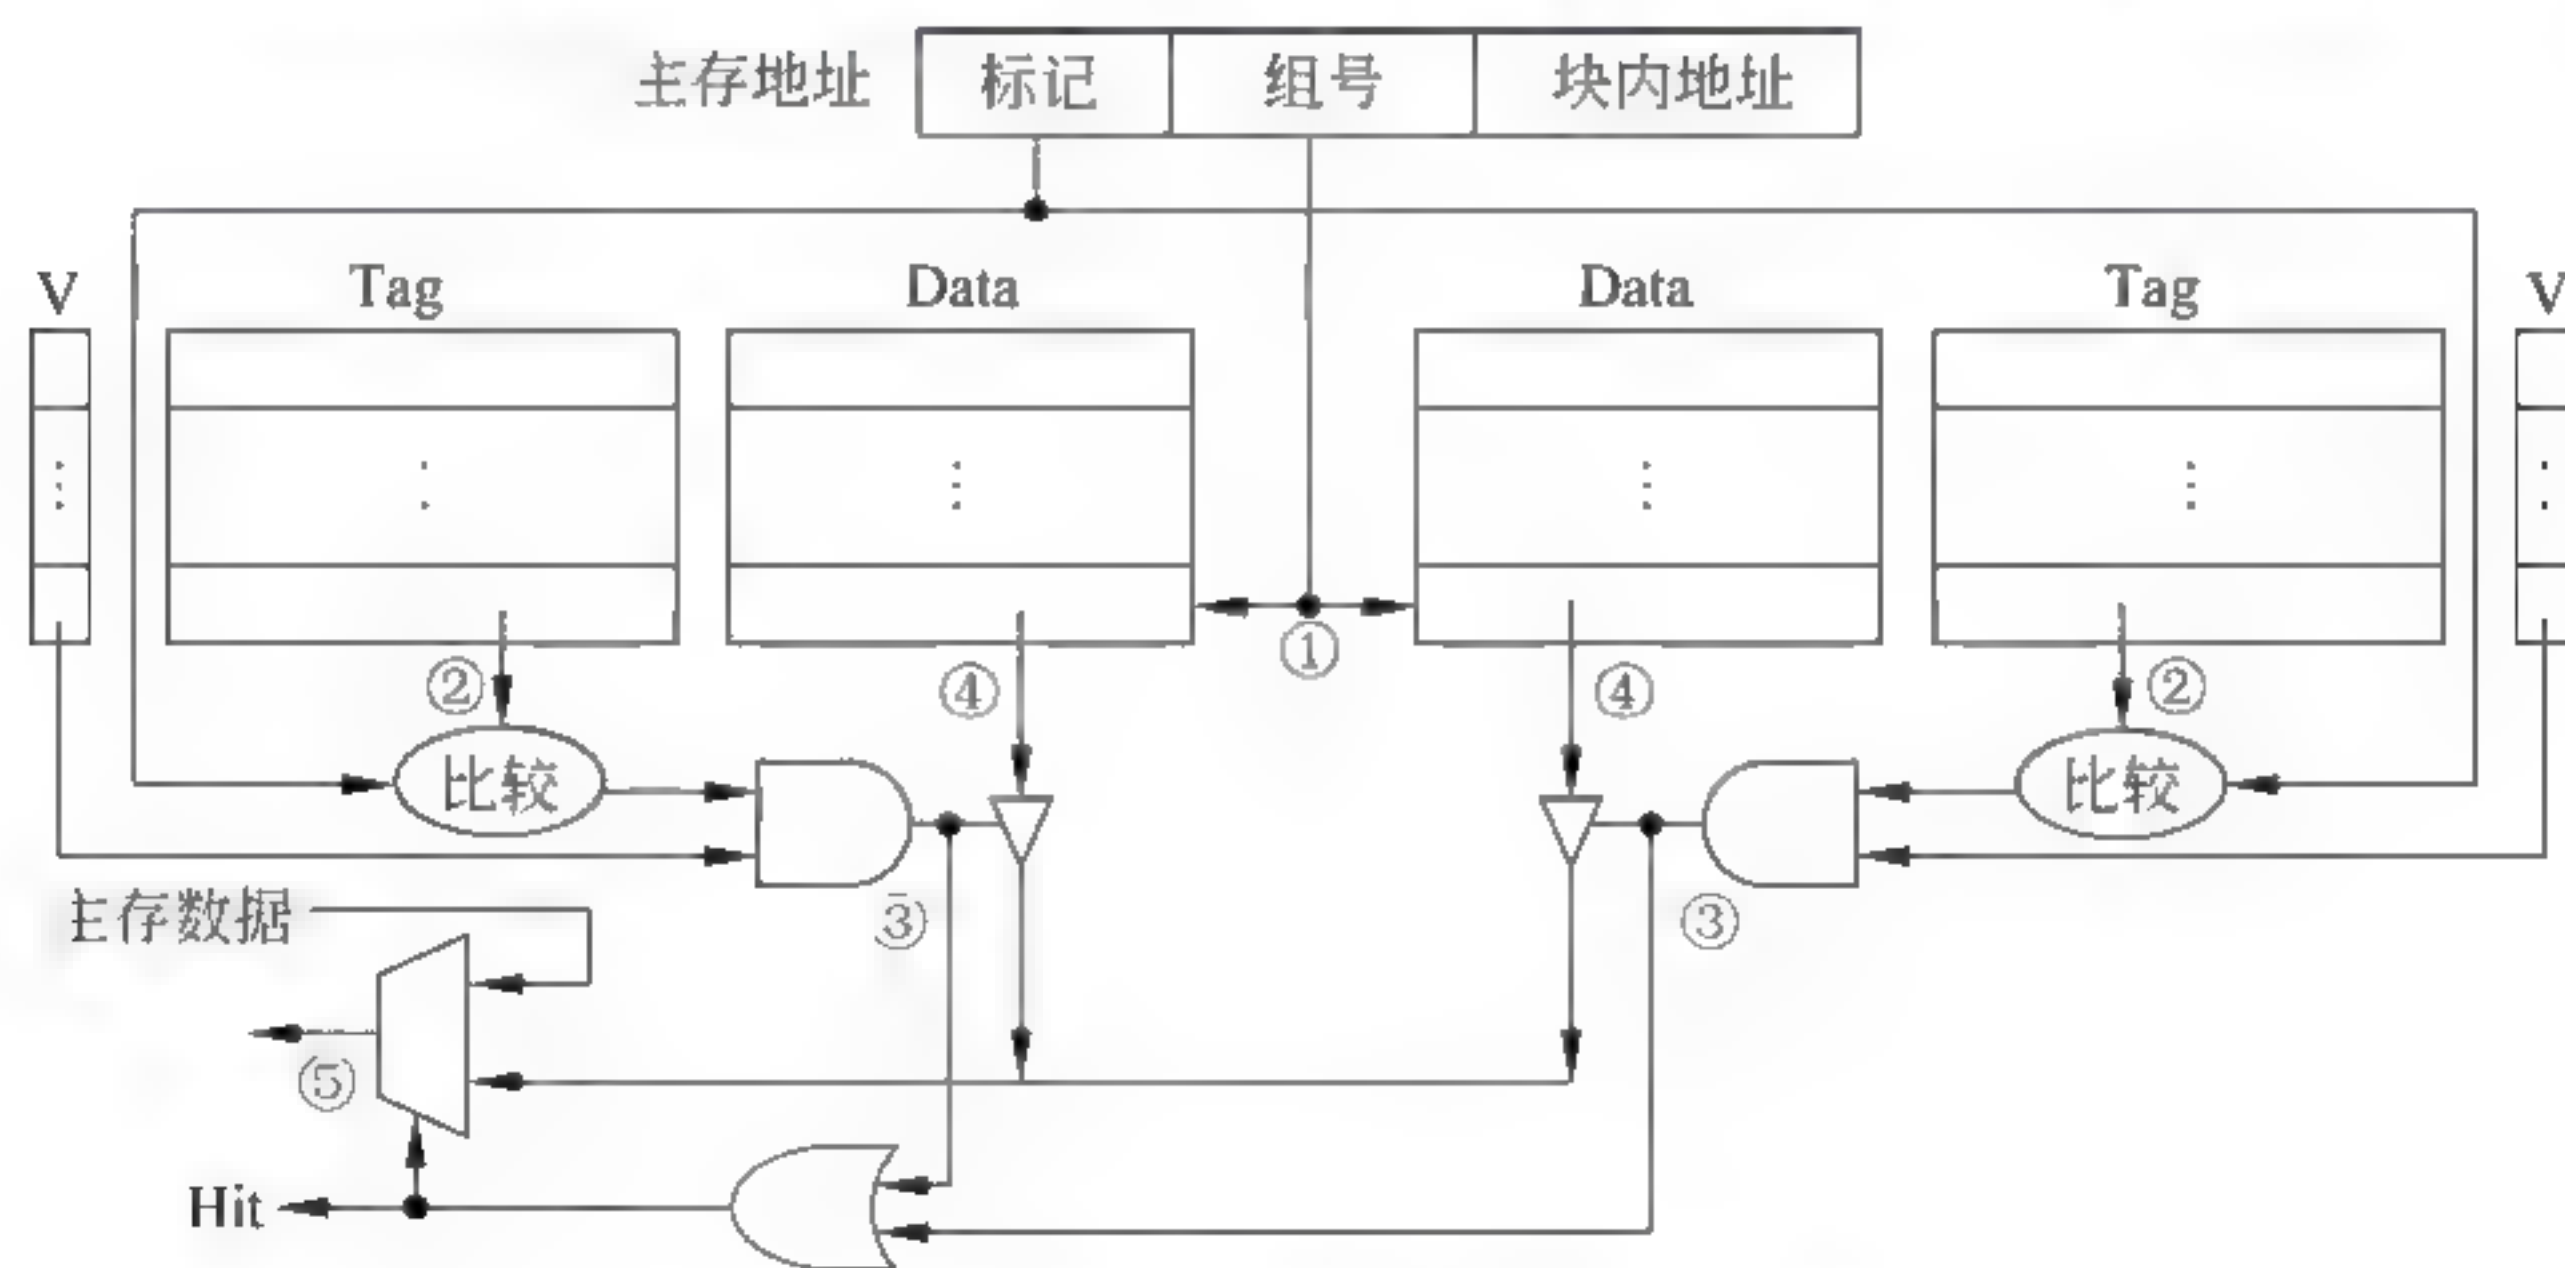 主存地址 标记 组号 块内地址
V Tag Data Data Tag V
①
② ④ ④ ②
比较 比较
主存数据 ③ ③
⑤
Hit